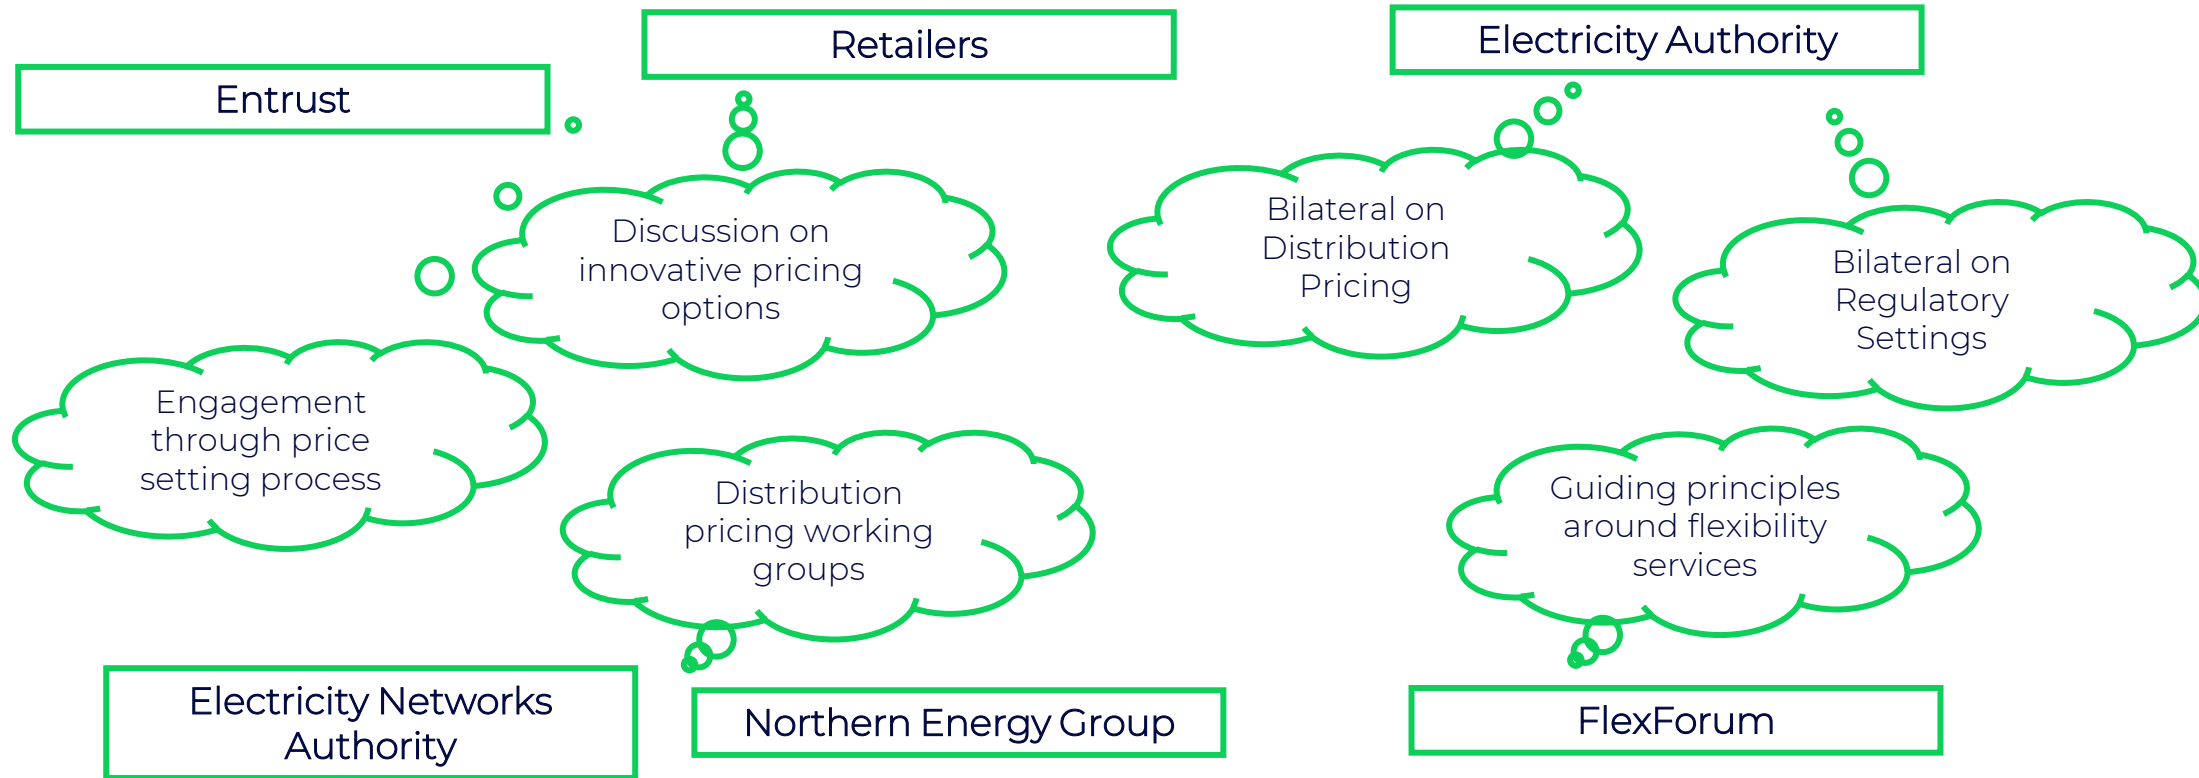 Entrust
Retailers
Electricity Authority
Discussion on
innovative pricing
options
Bilateral on
Distribution
Pricing
Bilateral on
Regulatory
Settings
Engagement
through price
setting process
Distribution
pricing working
groups
Guiding principles
around flexibility
services
Electricity Networks
Authority
Northern Energy Group
FlexForum